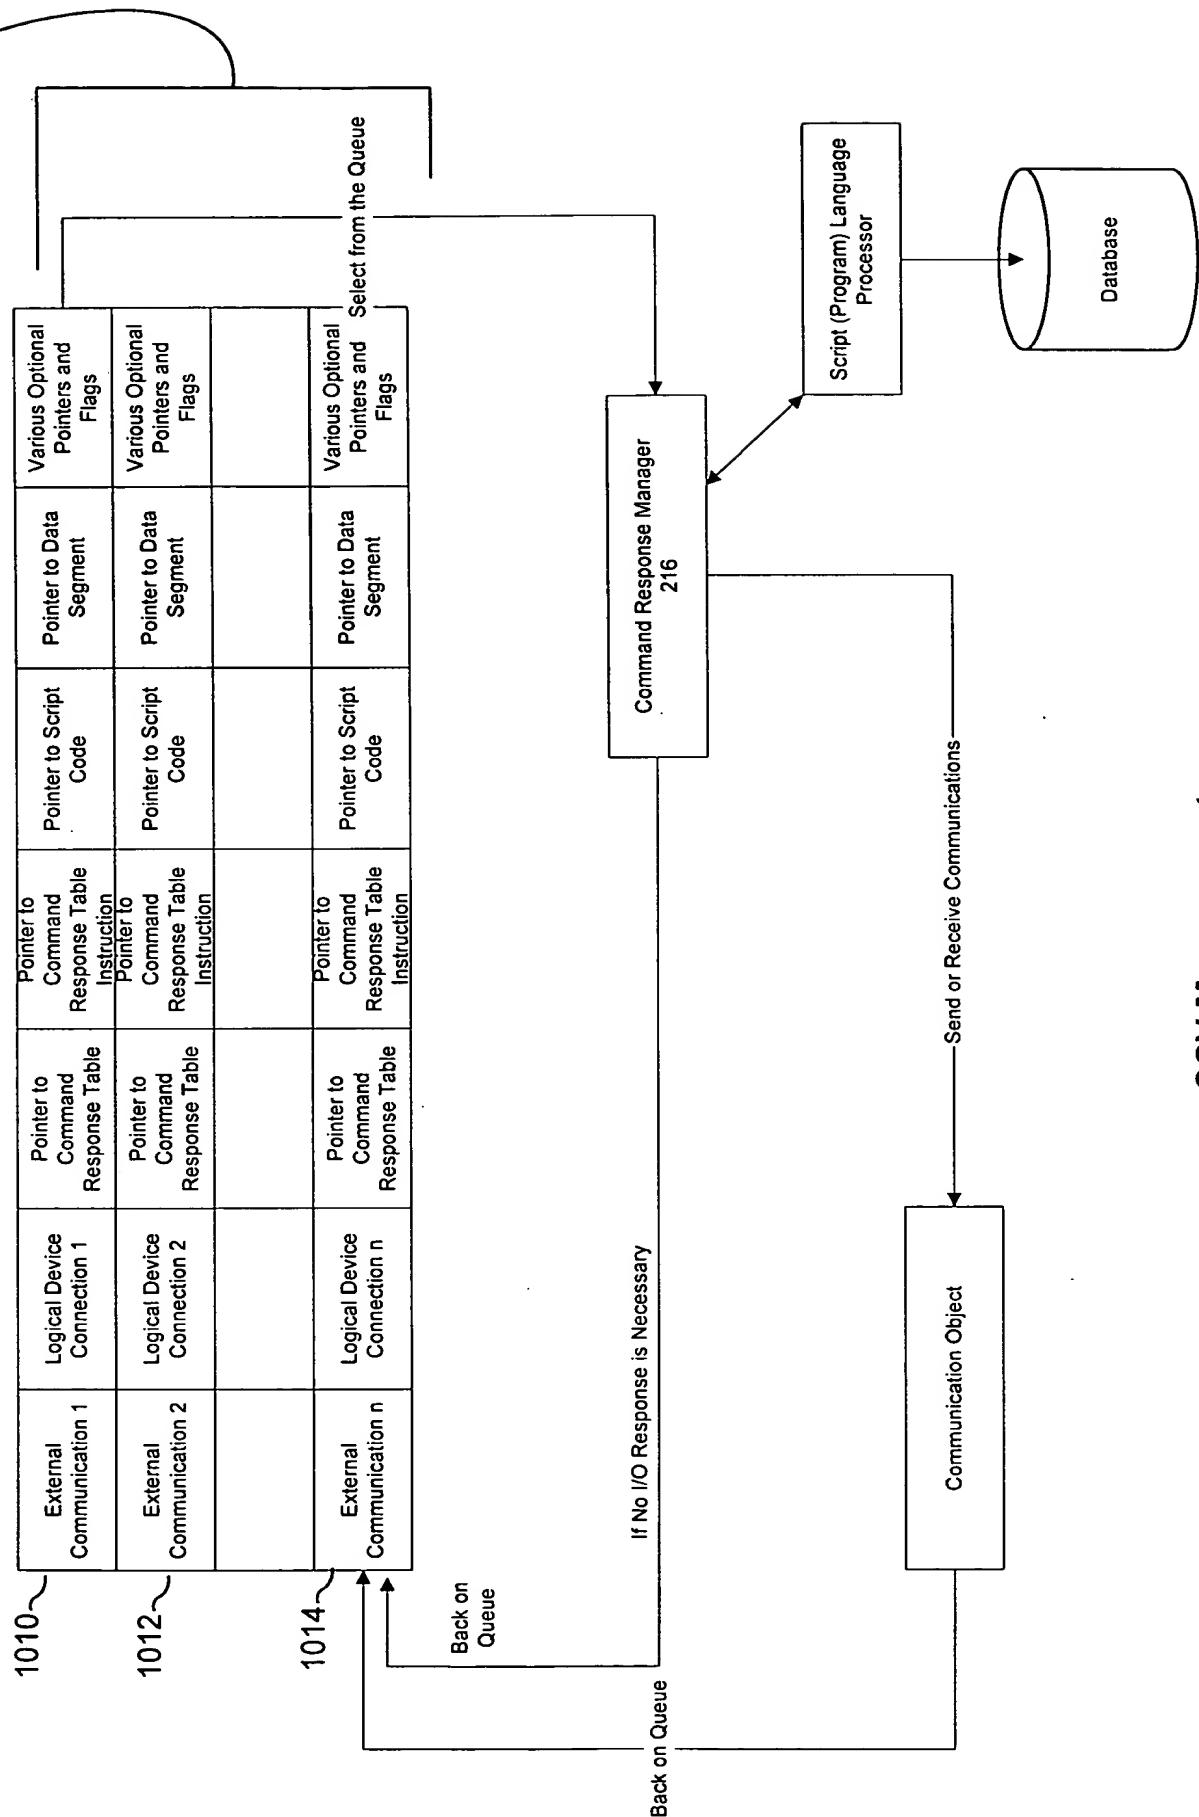 1010
External
Communication 1
Logical Device
Connection 1
Pointer to
Command
Response Table
Pointer to
Command
Response Table
Instruction
Pointer to Script
Code
Pointer to Data
Segment
Various Optional
Pointers and
Flags
1012
External
Communication 2
Logical Device
Connection 2
Pointer to
Command
Response Table
Pointer to
Command
Response Table
Instruction
Pointer to Script
Code
Pointer to Data
Segment
Various Optional
Pointers and
Flags
1014
External
Communication n
Logical Device
Connection n
Pointer to
Command
Response Table
Pointer to
Command
Response Table
Instruction
Pointer to Script
Code
Pointer to Data
Segment
Various Optional
Pointers and
Flags
Select from the Queue
Back on
Queue
If No I/O Response is Necessary
Command Response Manager
216
Script (Program) Language
Processor
Database
Back on Queue
Send or Receive Communications
Communication Object